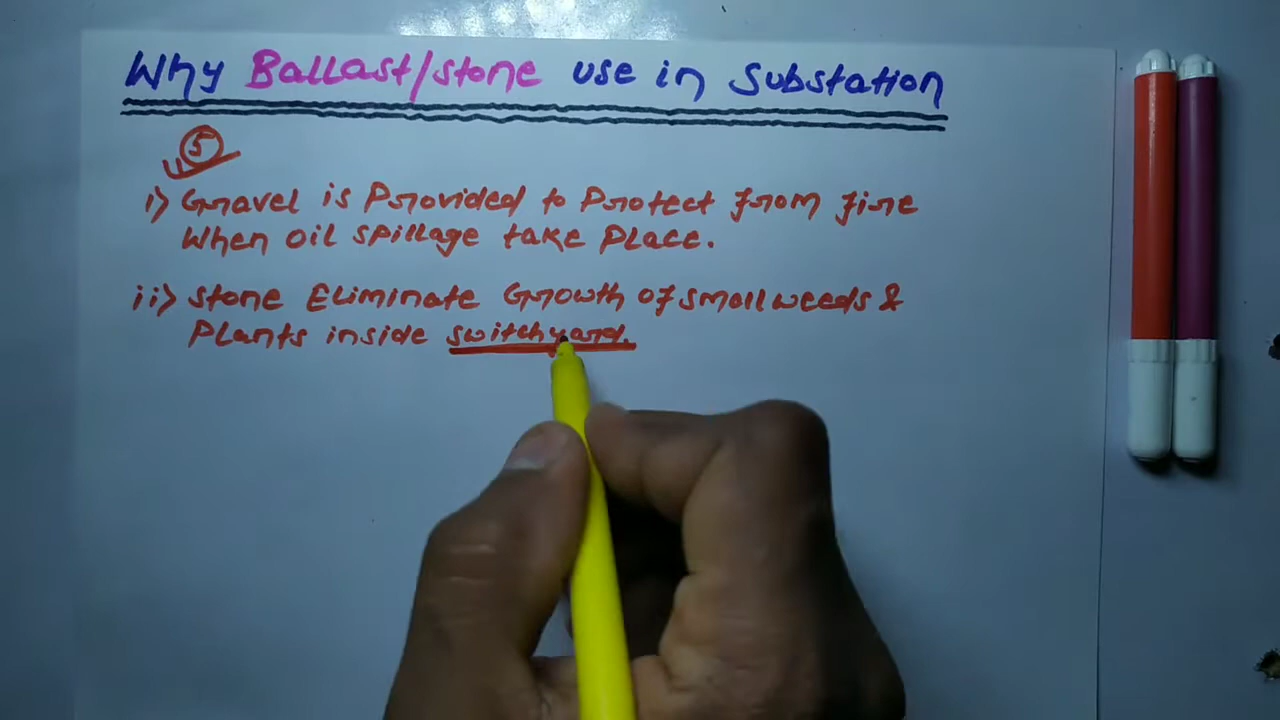 Why Ballast/stone use in Substation
5
i) Gravel is Provided to Protect from fire
When oil spillage take place.
ii) Stone Eliminate Growth of small weeds &
Plants inside switchyard.